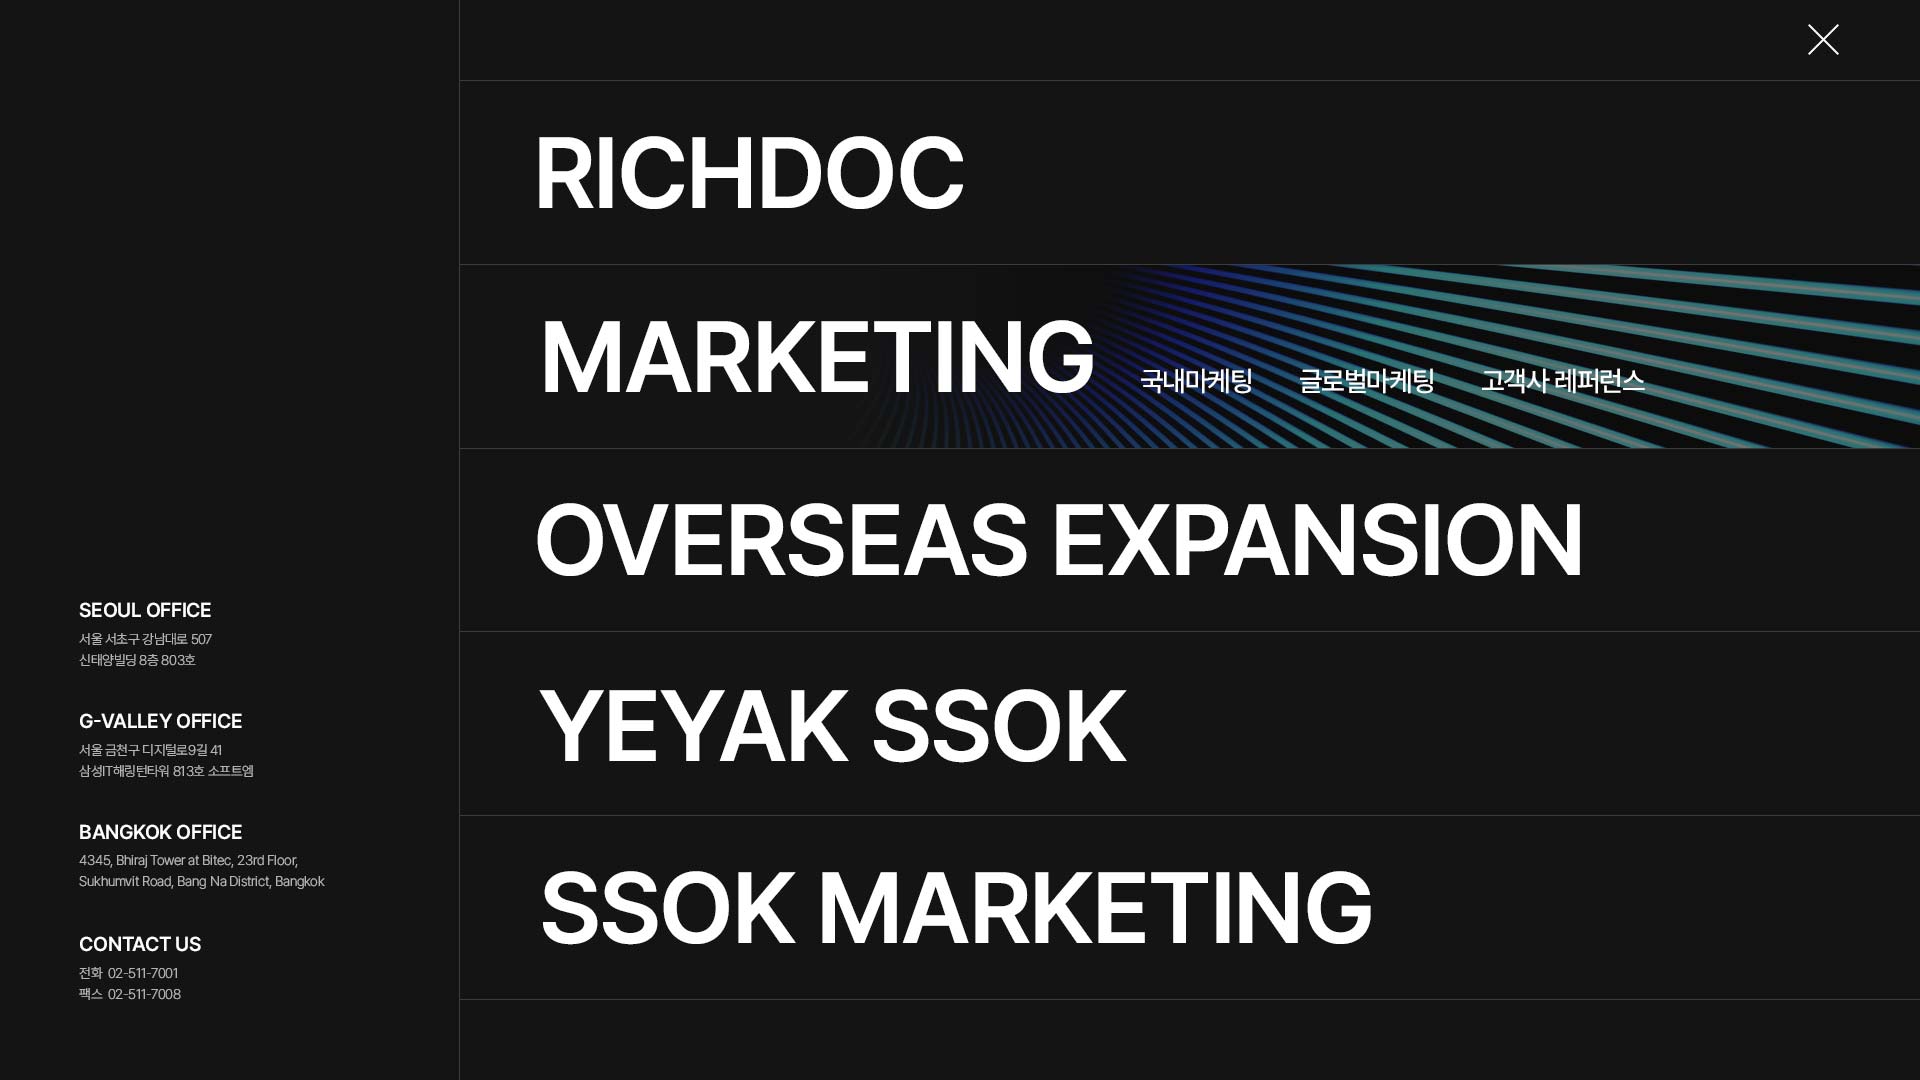 RICHDOC
MARKETING 국내마케팅 글로벌마케팅 고객사 레퍼런스
OVERSEAS EXPANSION
YEYAK SSOK
SSOK MARKETING
SEOUL OFFICE
서울 서초구 강남대로 507
신태양빌딩 8층 803호
G-VALLEY OFFICE
서울 금천구 디지털로9길 41
삼성IT해링턴타워 813호 소프트엠
BANGKOK OFFICE
4345, Bhiraj Tower at Bitec, 23rd Floor,
Sukhumvit Road, Bang Na District, Bangkok
CONTACT US
전화 02-511-7001
팩스 02-511-7008